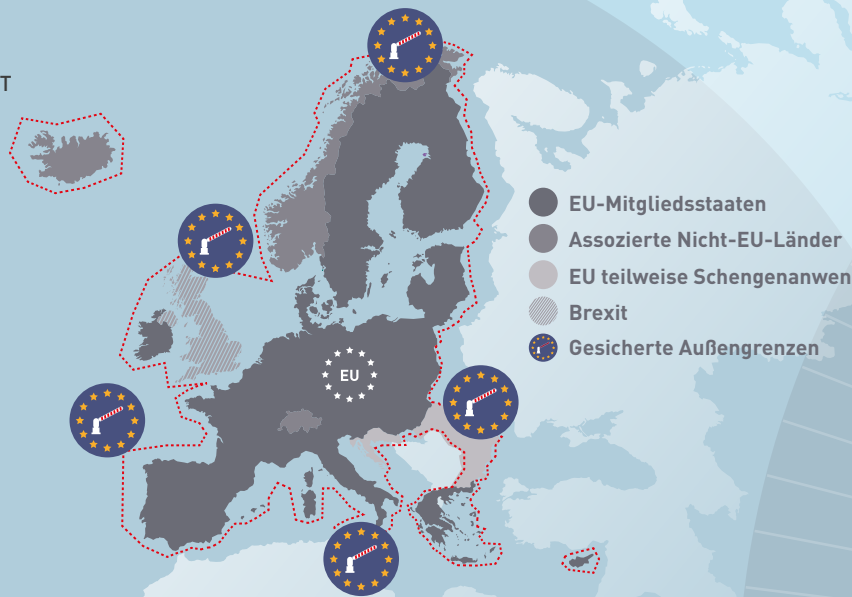 T
EU-Mitgliedsstaaten
Assozierte Nicht-EU-Länder
EU teilweise Schengenanwen
Brexit
Gesicherte Außengrenzen
EU